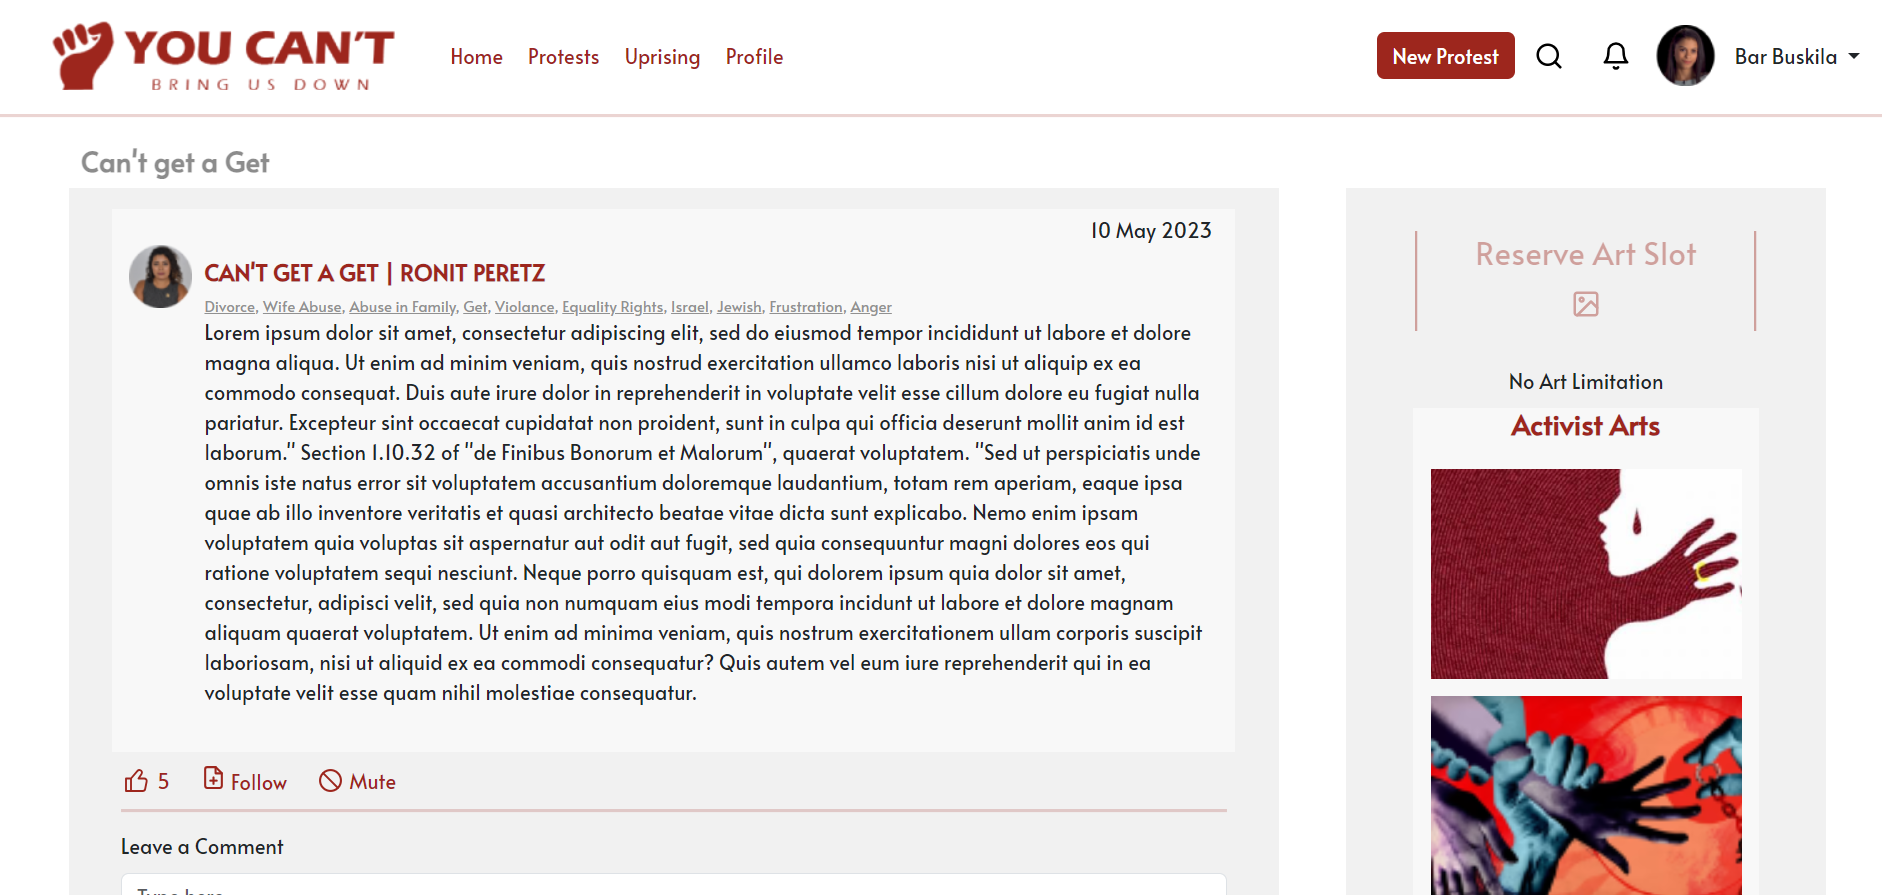 YOU CAN'T
BRING US DOWN
Home Protests Uprising Profile
New Protest
Bar Buskila
Can't get a Get
10 May 2023
CAN'T GET A GET | RONIT PERETZ
Divorce, Wife Abuse, Abuse in Family, Get, Violance, Equality Rights, Israel, Jewish, Frustration, Anger
Lorem ipsum dolor sit amet, consectetur adipiscing elit, sed do eiusmod tempor incididunt ut labore et dolore
magna aliqua. Ut enim ad minim veniam, quis nostrud exercitation ullamco laboris nisi ut aliquip ex ea
commodo consequat. Duis aute irure dolor in reprehenderit in voluptate velit esse cillum dolore eu fugiat nulla
pariatur. Excepteur sint occaecat cupidatat non proident, sunt in culpa qui officia deserunt mollit anim id est
laborum." Section 1.10.32 of "de Finibus Bonorum et Malorum", quaerat voluptatem. "Sed ut perspiciatis unde
omnis iste natus error sit voluptatem accusantium doloremque laudantium, totam rem aperiam, eaque ipsa
quae ab illo inventore veritatis et quasi architecto beatae vitae dicta sunt explicabo. Nemo enim ipsam
voluptatem quia voluptas sit aspernatur aut odit aut fugit, sed quia consequuntur magni dolores eos qui
ratione voluptatem sequi nesciunt. Neque porro quisquam est, qui dolorem ipsum quia dolor sit amet,
consectetur, adipisci velit, sed quia non numquam eius modi tempora incidunt ut labore et dolore magnam
aliquam quaerat voluptatem. Ut enim ad minima veniam, quis nostrum exercitationem ullam corporis suscipit
laboriosam, nisi ut aliquid ex ea commodi consequatur? Quis autem vel eum iure reprehenderit qui in ea
voluptate velit esse quam nihil molestiae consequatur.
5 Follow Mute
Leave a Comment
Type here
Reserve Art Slot
No Art Limitation
Activist Arts